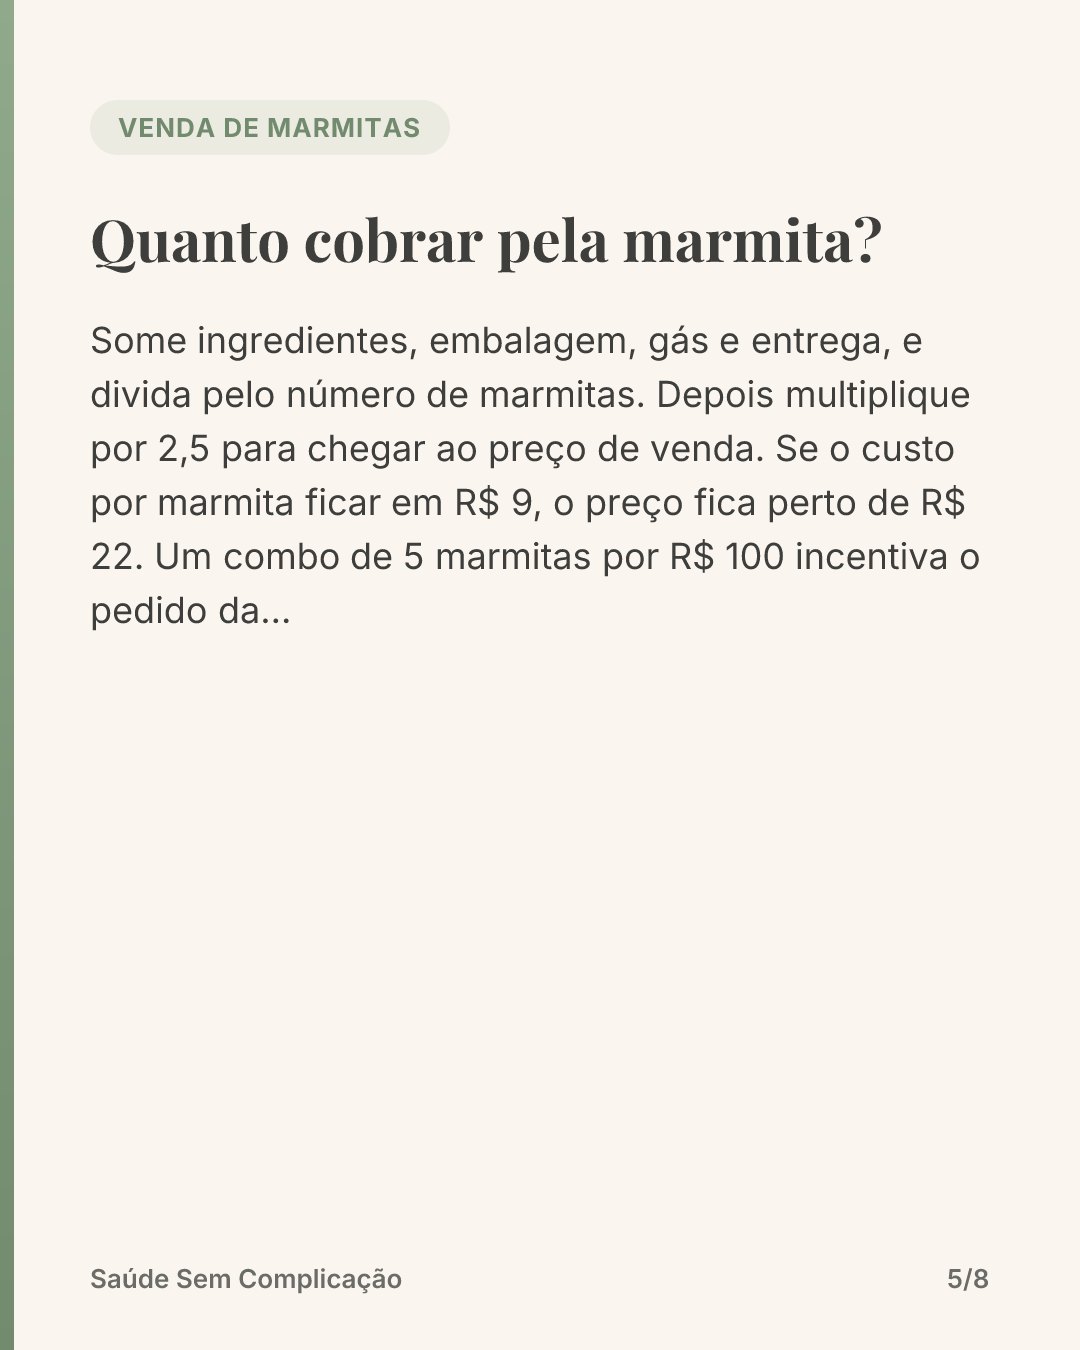 VENDA DE MARMITAS
Quanto cobrar pela marmita?
Some ingredientes, embalagem, gás e entrega, e
divida pelo número de marmitas. Depois multiplique
por 2,5 para chegar ao preço de venda. Se o custo
por marmita ficar em R$ 9, o preço fica perto de R$
22. Um combo de 5 marmitas por R$ 100 incentiva o
pedido da...
Saúde Sem Complicação
5/8